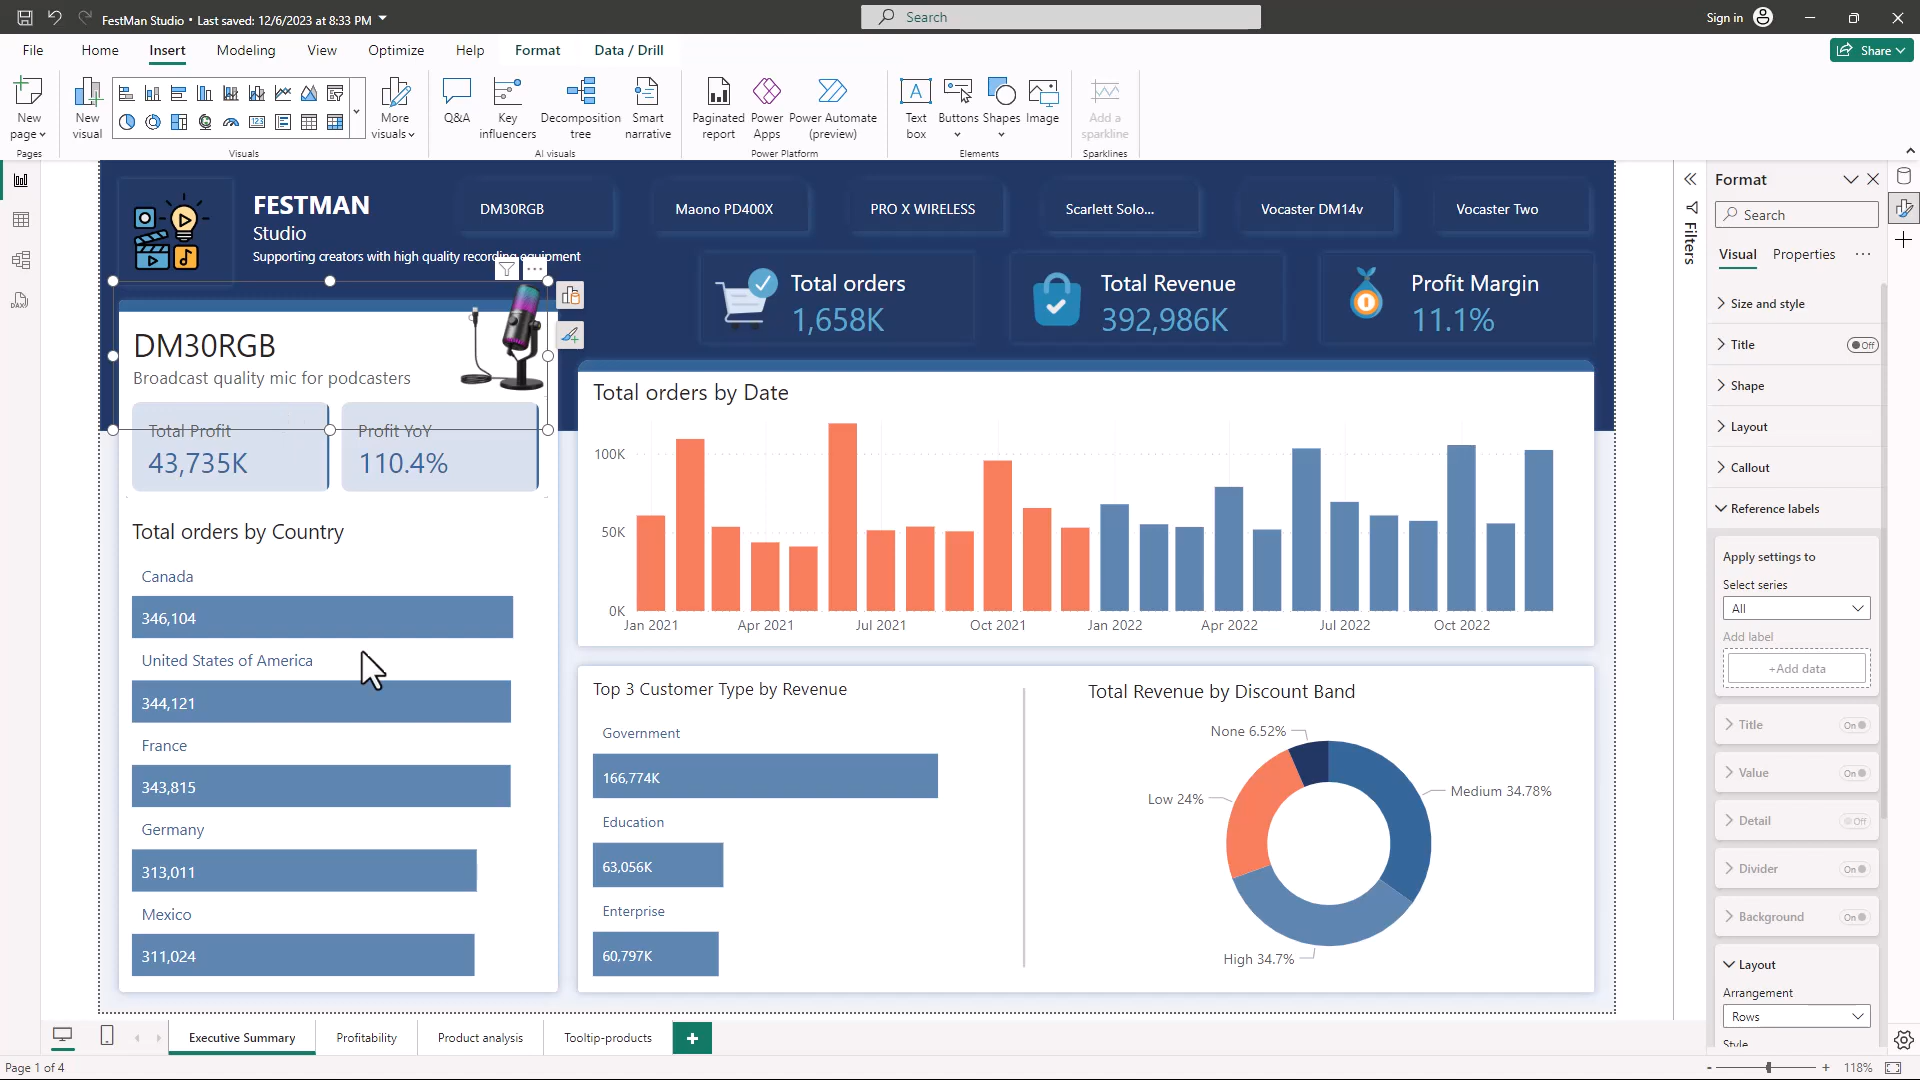 FestMan Studio • Last saved: 12/6/2023 at 8:33 PM
Search
Sign in
File
Home
Insert
Modeling
View
Optimize
Help
Format
Data / Drill
Share
New page
New visual
More visuals
Q&A
Key influencers
Decomposition tree
Smart narrative
Paginated report
Power Apps
Power Automate (preview)
Text box
Buttons
Shapes
Image
Add a sparkline
Pages
Visuals
AI visuals
Power Platform
Elements
Sparklines
FESTMAN
Studio
Supporting creators with high quality recording equipment
DM30RGB
Maono PD400X
PRO X WIRELESS
Scarlett Solo...
Vocaster DM14v
Vocaster Two
Total orders
1,658K
Total Revenue
392,986K
Profit Margin
11.1%
DM30RGB
Broadcast quality mic for podcasters
Total Profit
43,735K
Profit YoY
110.4%
Total orders by Country
Canada
346,104
United States of America
344,121
France
343,815
Germany
313,011
Mexico
311,024
Total orders by Date
100K
50K
0K
Jan 2021
Apr 2021
Jul 2021
Oct 2021
Jan 2022
Apr 2022
Jul 2022
Oct 2022
Top 3 Customer Type by Revenue
Government
166,774K
Education
63,056K
Enterprise
60,797K
Total Revenue by Discount Band
None 6.52%
Low 24%
Medium 34.78%
High 34.7%
Filters
Format
Search
Visual
Properties
Size and style
Title
Off
Shape
Layout
Callout
Reference labels
Apply settings to
Select series
All
Add label
+Add data
Title
On
Value
On
Detail
Off
Divider
On
Background
On
Layout
Arrangement
Rows
Style
Executive Summary
Profitability
Product analysis
Tooltip-products
Page 1 of 4
- +
118%